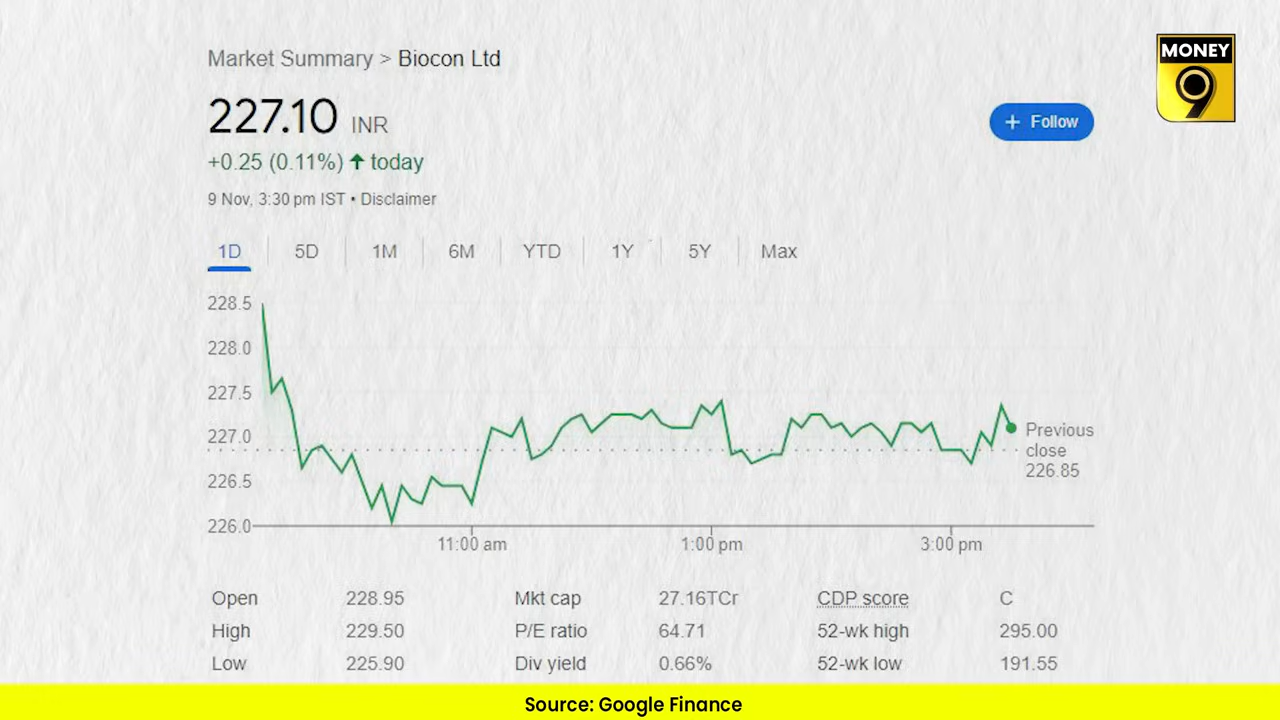 MONEY
9
Market Summary > Biocon Ltd
227.10 INR
+ Follow
+0.25 (0.11%) ↑ today
9 Nov, 3:30 pm IST • Disclaimer
1D 5D 1M 6M YTD 1Y 5Y Max
228.5
228.0
227.5
227.0
226.5
226.0
Previous
close
226.85
11:00 am 1:00 pm 3:00 pm
Open 228.95 Mkt cap 27.16TCr CDP score C
High 229.50 P/E ratio 64.71 52-wk high 295.00
Low 225.90 Div yield 0.66% 52-wk low 191.55
Source: Google Finance